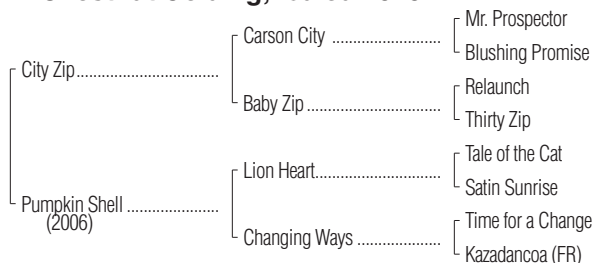 Mr. Prospector
Carson City ..............................
Blushing Promise
City Zip........................................
Relaunch
Baby Zip .....................................
Thirty Zip
Tale of the Cat
Lion Heart...................................
Satin Sunrise
Pumpkin Shell ..........................
(2006)
Time for a Change
Changing Ways .......................
Kazadancoa (FR)